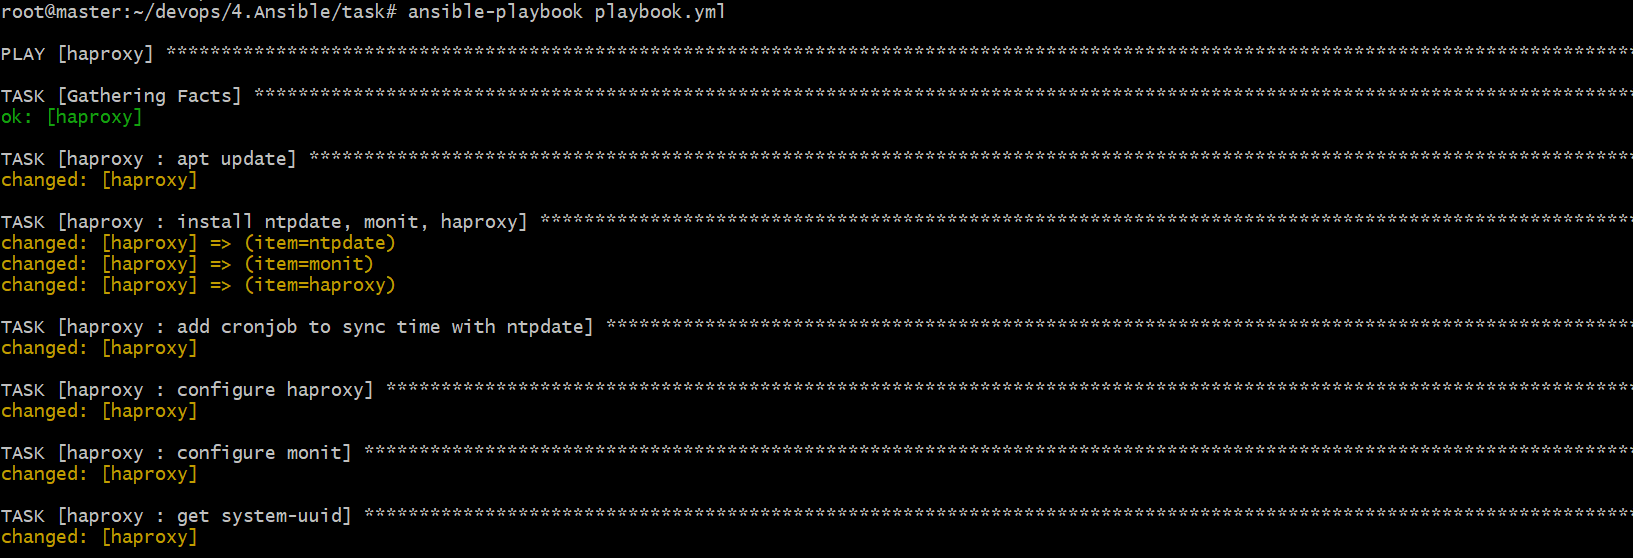 root@master:~/devops/4.Ansible/task# ansible-playbook playbook.yml
PLAY [haproxy] **************************************************************************************************************************************
TASK [Gathering Facts] ******************************************************************************************************************************
ok: [haproxy]
TASK [haproxy : apt update] *************************************************************************************************************************
changed: [haproxy]
TASK [haproxy : install ntpdate, monit, haproxy] ****************************************************************************************************
changed: [haproxy] => (item=ntpdate)
changed: [haproxy] => (item=monit)
changed: [haproxy] => (item=haproxy)
TASK [haproxy : add cronjob to sync time with ntpdate] **********************************************************************************************
changed: [haproxy]
TASK [haproxy : configure haproxy] ******************************************************************************************************************
changed: [haproxy]
TASK [haproxy : configure monit] ********************************************************************************************************************
changed: [haproxy]
TASK [haproxy : get system-uuid] ********************************************************************************************************************
changed: [haproxy]